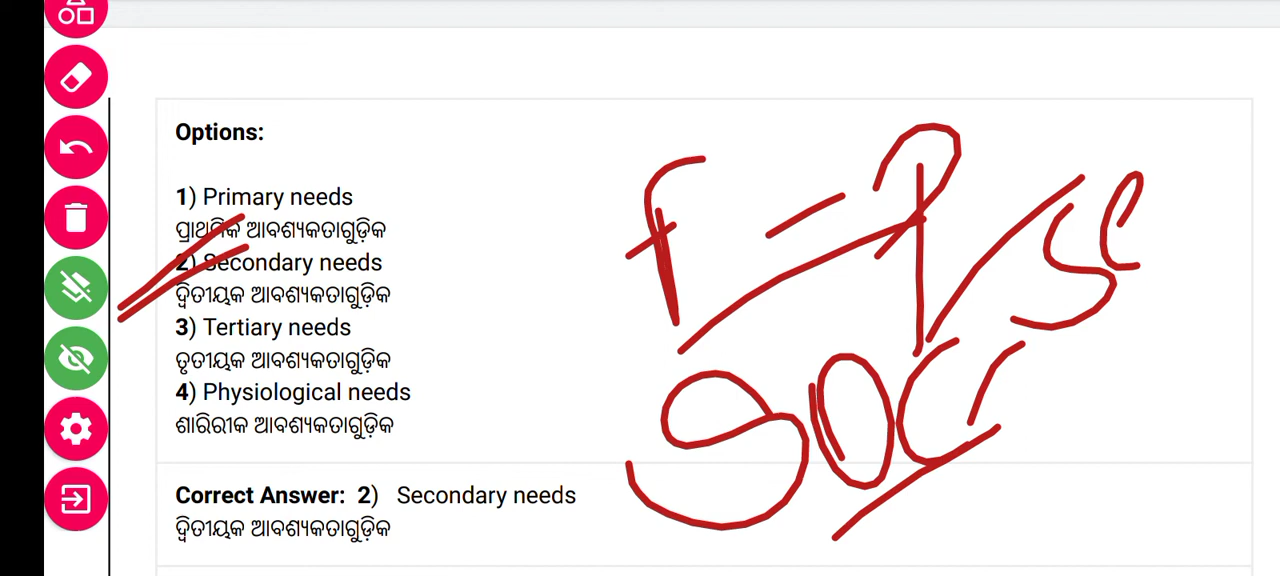 Options:
1) Primary needs
ପ୍ରାଥମିକ ଆବଶ୍ୟକତାଗୁଡ଼ିକ
2) Secondary needs
ଦ୍ୱିତୀୟକ ଆବଶ୍ୟକତାଗୁଡ଼ିକ
3) Tertiary needs
ତୃତୀୟକ ଆବଶ୍ୟକତାଗୁଡ଼ିକ
4) Physiological needs
ଶାରିରୀକ ଆବଶ୍ୟକତାଗୁଡ଼ିକ
Correct Answer: 2) Secondary needs
ଦ୍ୱିତୀୟକ ଆବଶ୍ୟକତାଗୁଡ଼ିକ